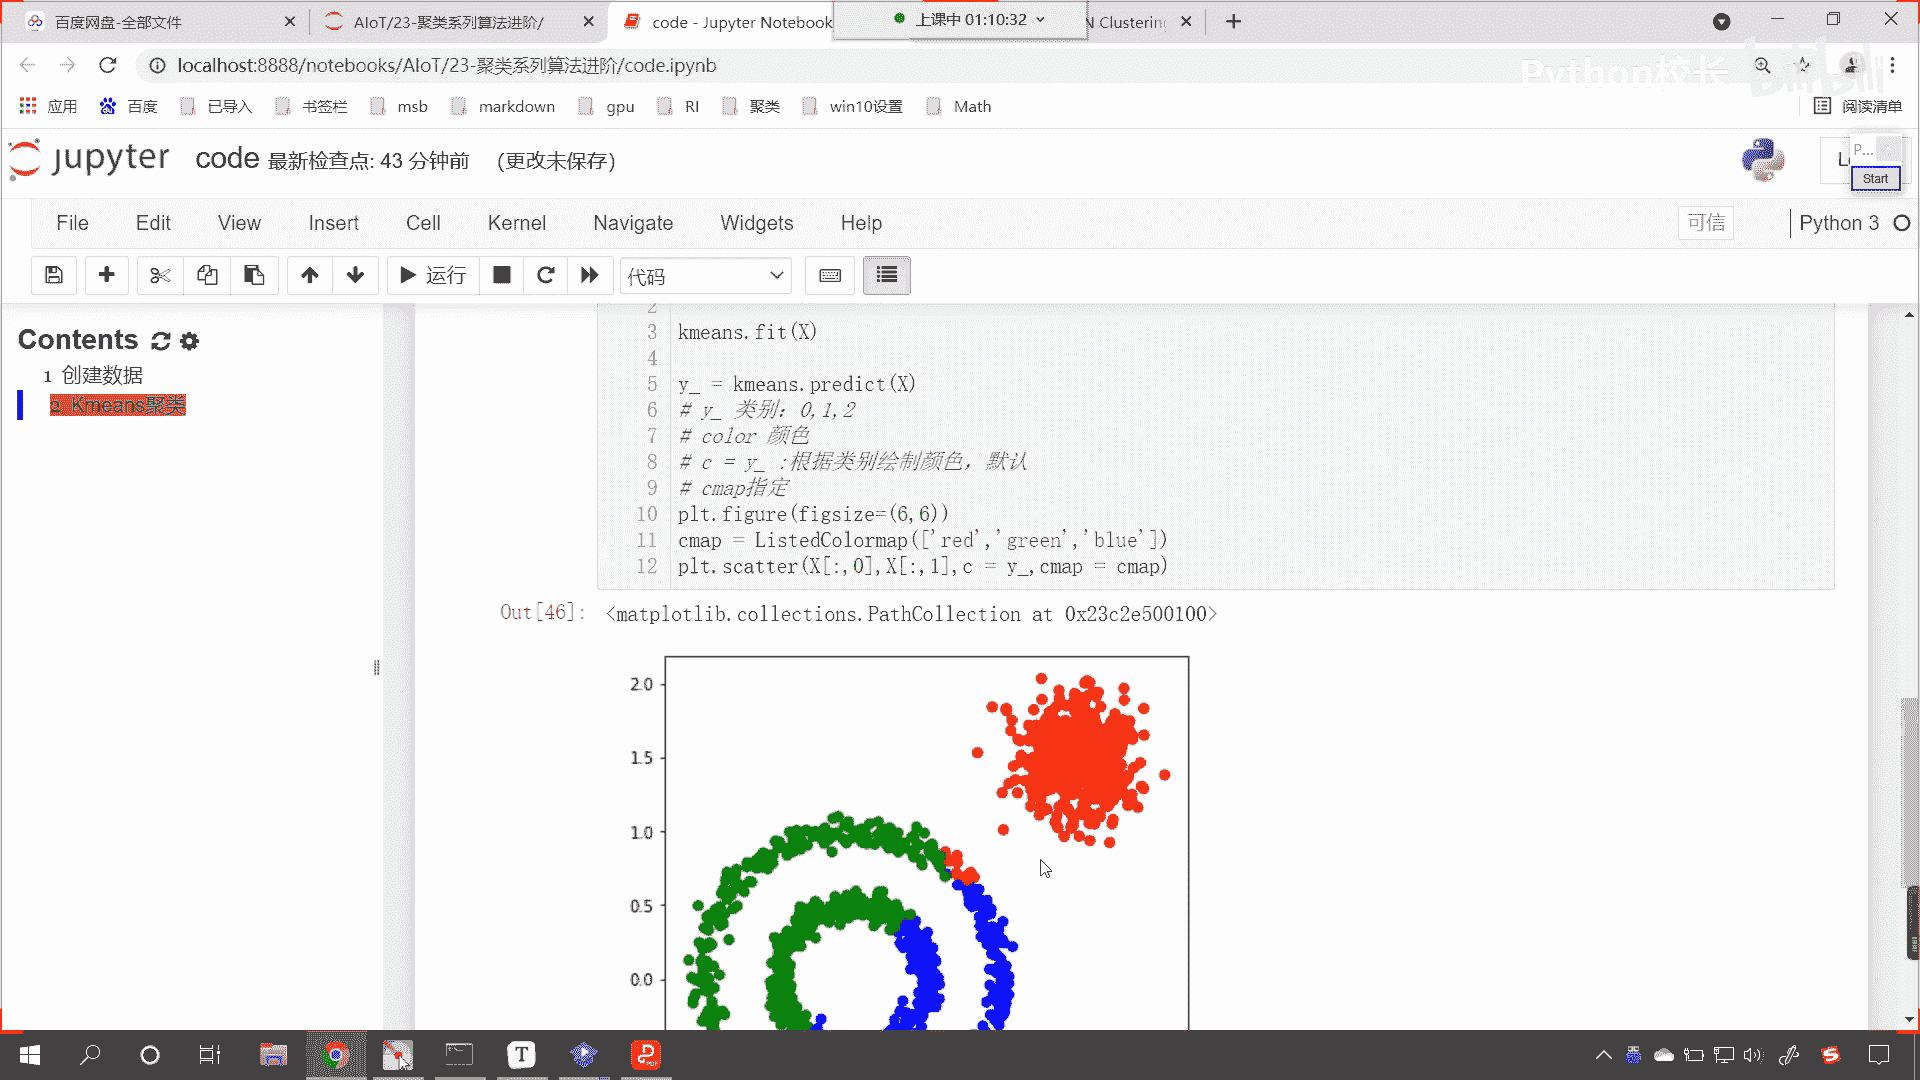 百度网盘-全部文件
AIoT/23-聚类系列算法进阶/
code - Jupyter Notebook
上课中 01:10:32
N Clustering
localhost:8888/notebooks/AIoT/23-聚类系列算法进阶/code.ipynb
Python校长
bilibili
应用
百度
已导入
书签栏
msb
markdown
gpu
RI
聚类
win10设置
Math
阅读清单
jupyter
code 最新检查点: 43 分钟前 (更改未保存)
P...
Start
File Edit View Insert Cell Kernel Navigate Widgets Help
可信
Python 3
运行
代码
Contents
1 创建数据
2 Kmeans聚类
2
3 kmeans.fit(X)
4
5 y_ = kmeans.predict(X)
6 # y_ 类别：0,1,2
7 # color 颜色
8 # c = y_ :根据类别绘制颜色，默认
9 # cmap指定
10 plt.figure(figsize=(6,6))
11 cmap = ListedColormap(['red','green','blue'])
12 plt.scatter(X[:,0],X[:,1],c = y_,cmap = cmap)
Out[46]: <matplotlib.collections.PathCollection at 0x23c2e500100>
2.0
1.5
1.0
0.5
0.0